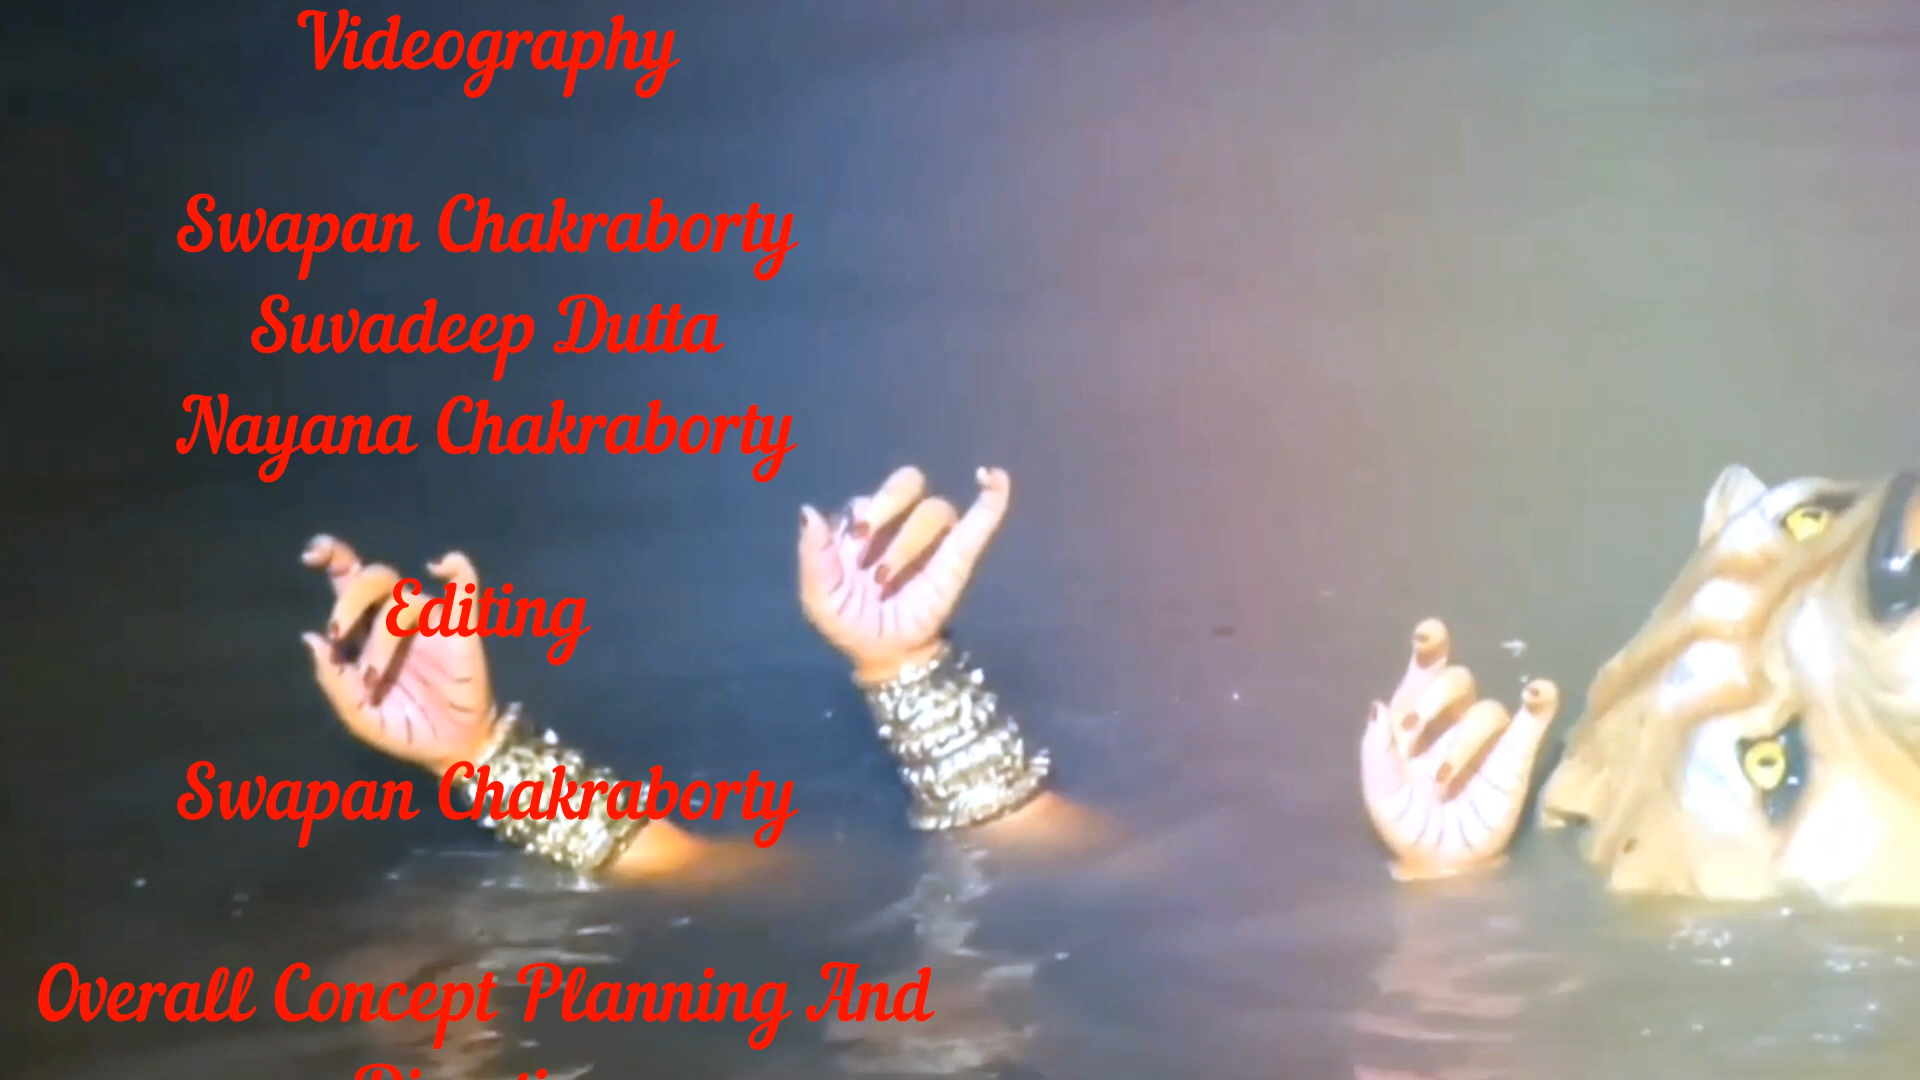 Videography
Swapan Chakraborty
Suvadeep Dutta
Nayana Chakraborty
Editing
Swapan Chakraborty
Overall Concept Planning And